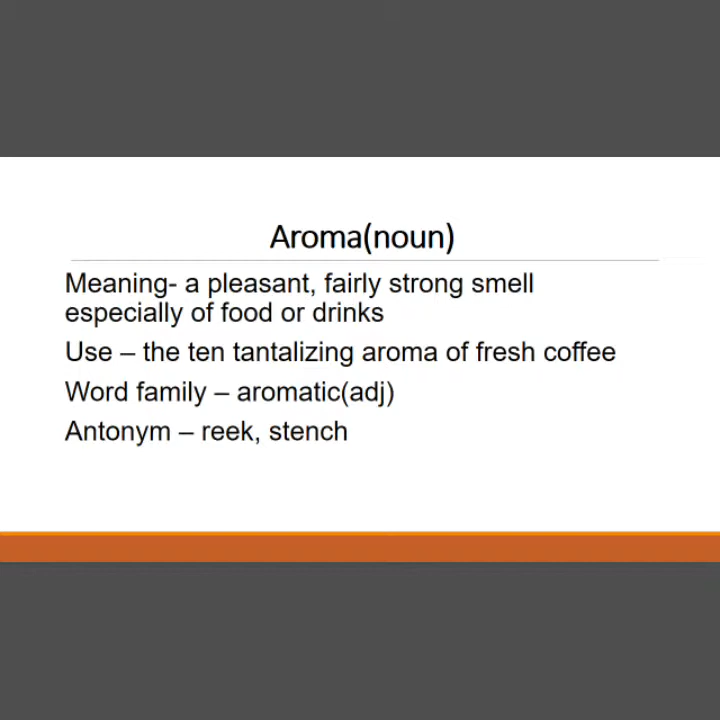 Aroma(noun)
Meaning- a pleasant, fairly strong smell
especially of food or drinks
Use – the ten tantalizing aroma of fresh coffee
Word family – aromatic(adj)
Antonym – reek, stench